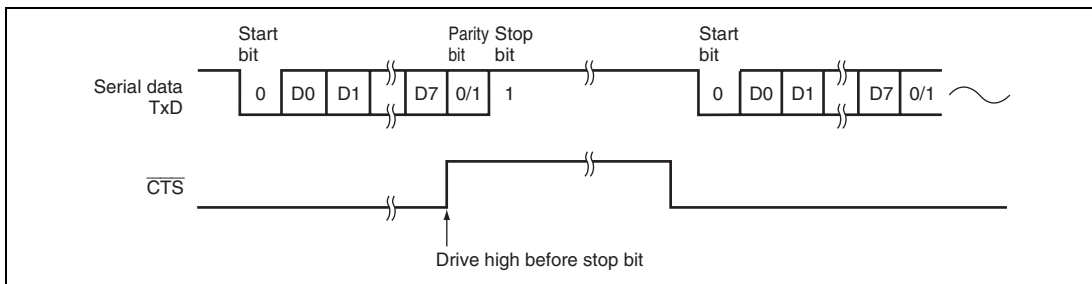 Start bit
Parity bit
Stop bit
Start bit
Serial data TxD
0 D0 D1 D7 0/1 1 0 D0 D1 D7 0/1
CTS
Drive high before stop bit